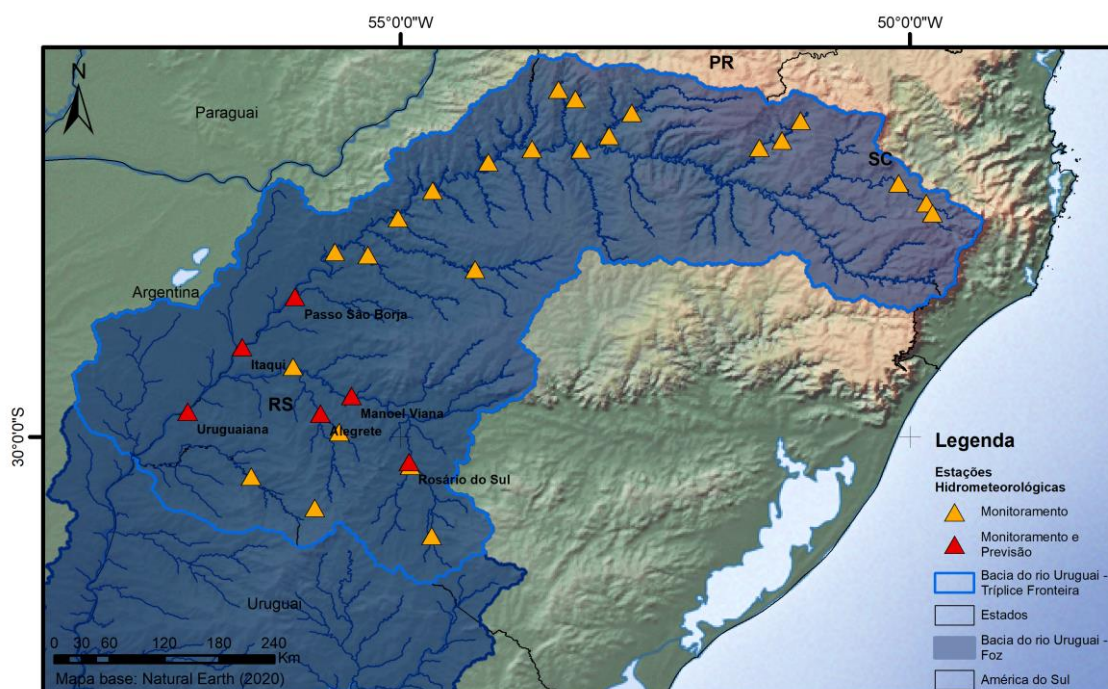 55°0'0"W
50°0'0"W
PR
N
Paraguai
SC
Argentina
Passo São Borja
Itaqui
RS
Manoel Viana
Uruguaiana
Alegrete
30°0'0"S
Rosário do Sul
Legenda
Estações
Hidrometeorológicas
Monitoramento
Monitoramento e
Previsão
Bacia do rio Uruguai -
Tríplice Fronteira
Estados
Bacia do rio Uruguai -
Foz
América do Sul
Uruguai
0 30 60 120 180 240
Km
Mapa base: Natural Earth (2020)